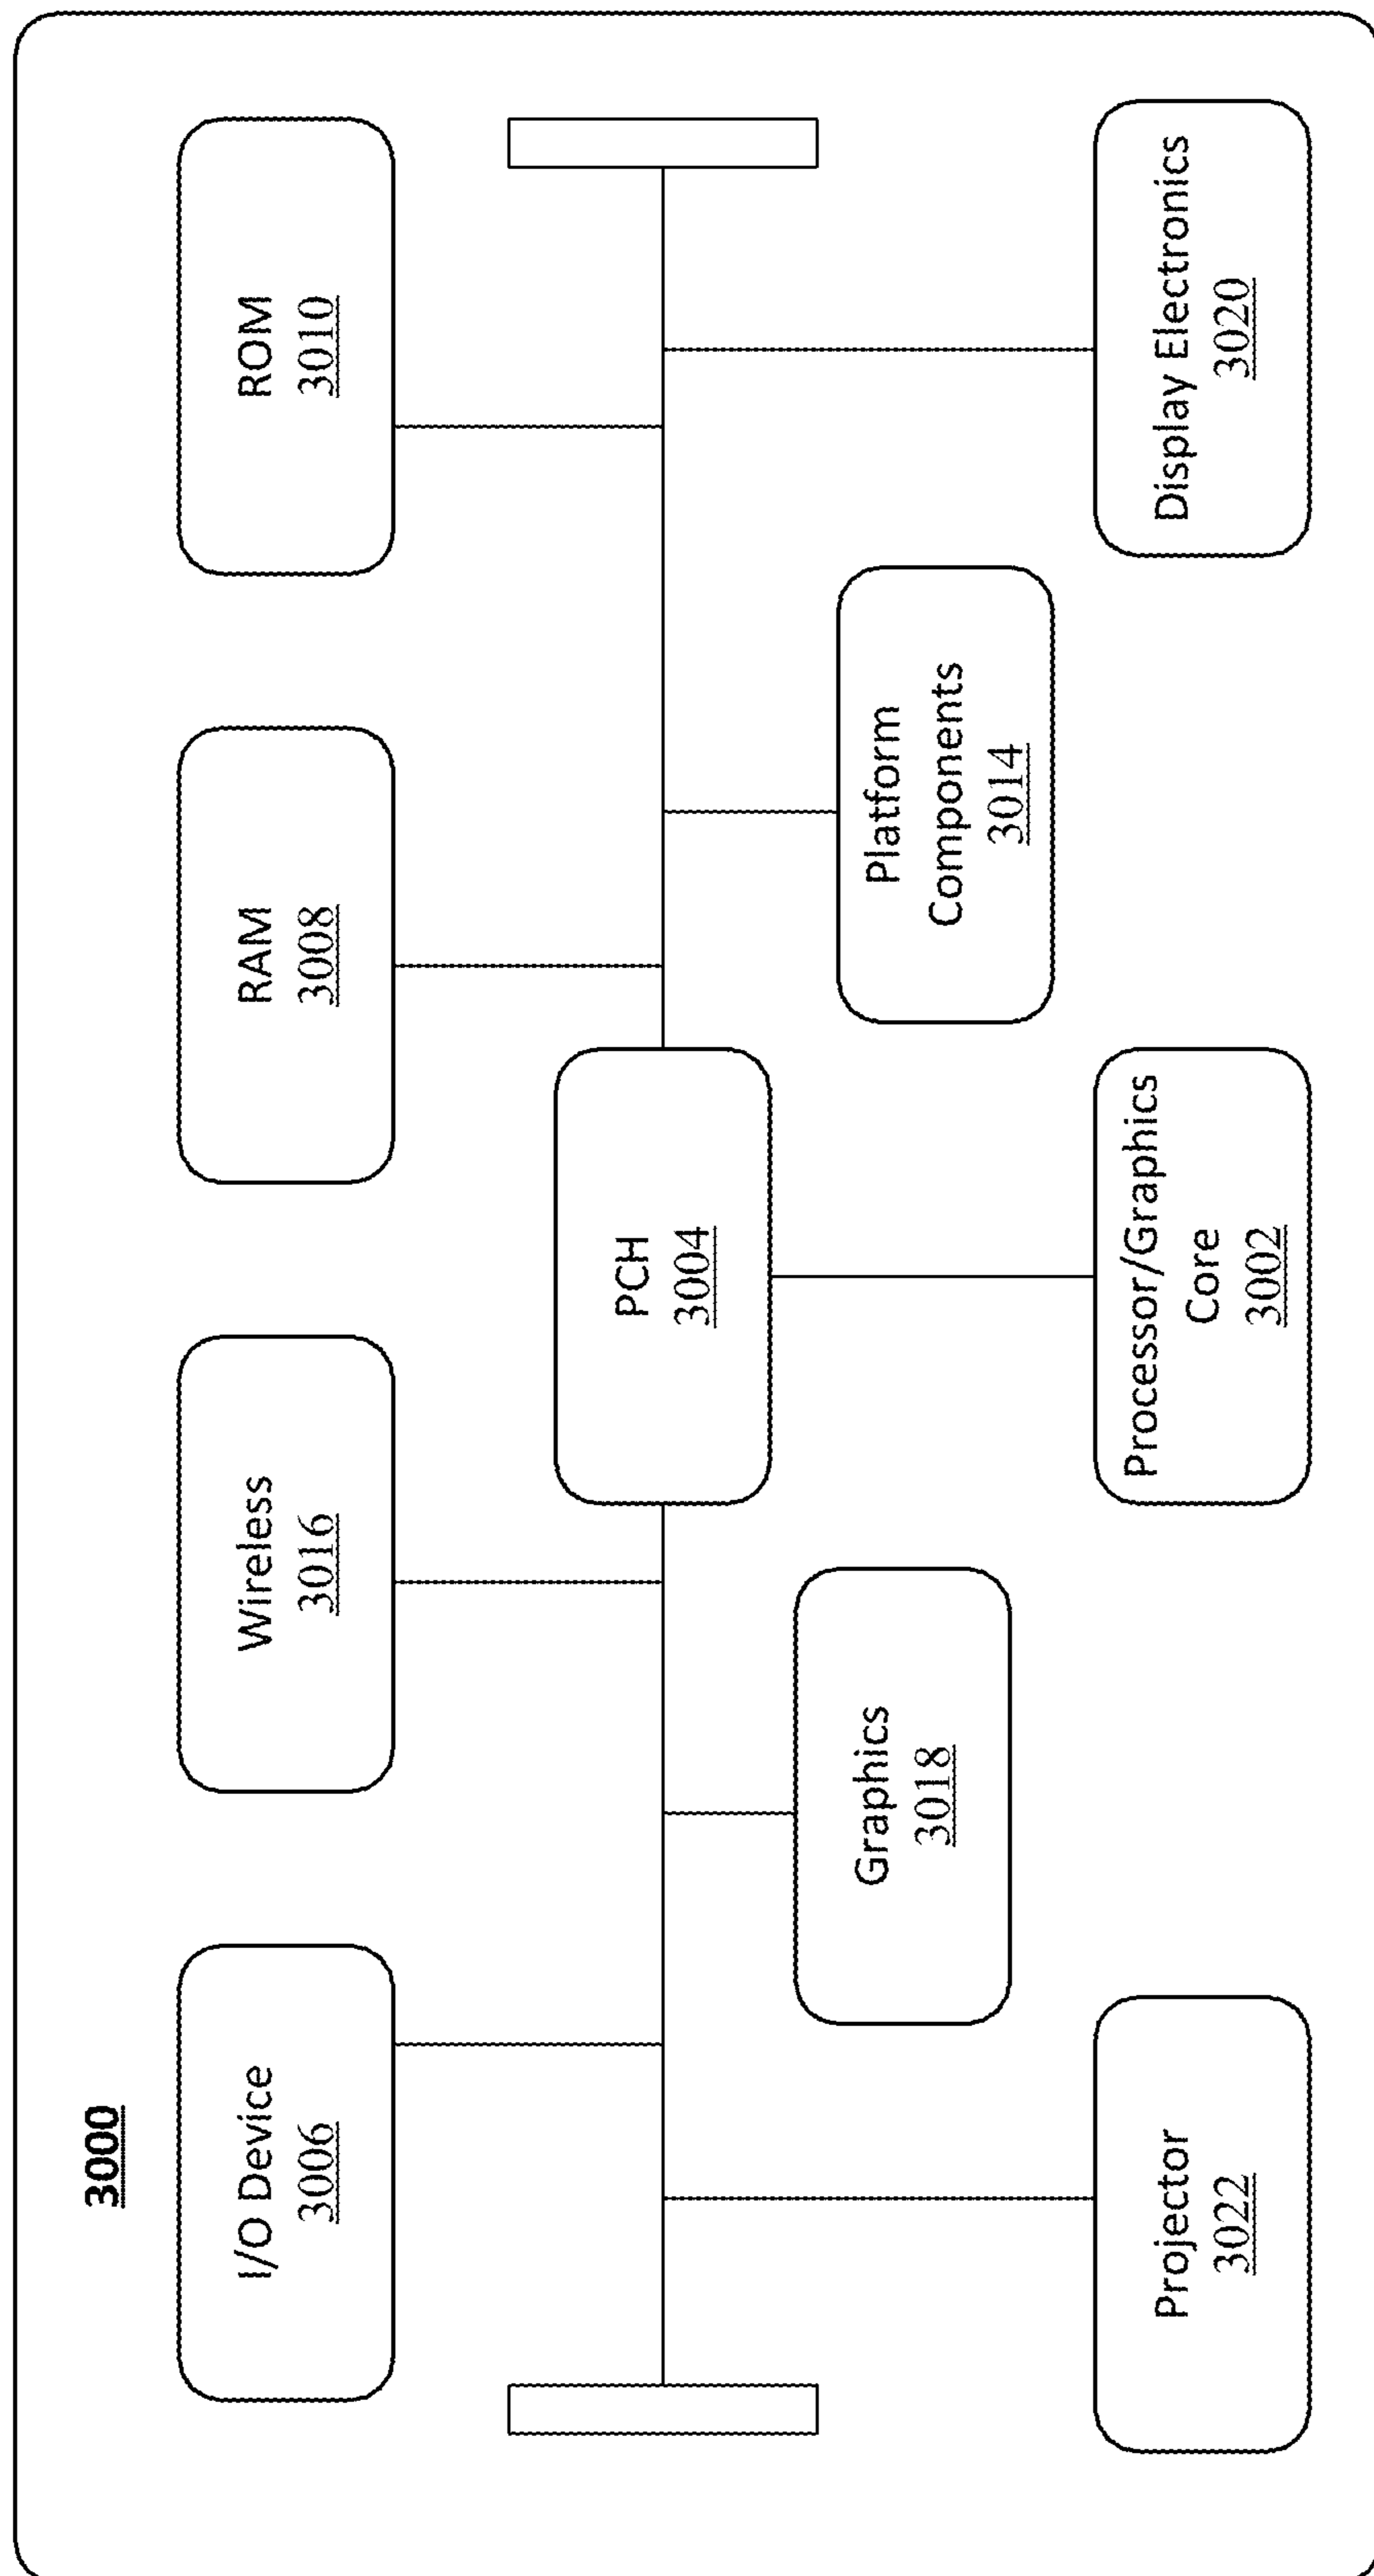 3000
I/O Device
3006
Wireless
3016
RAM
3008
ROM
3010
PCH
3004
Graphics
3018
Platform
Components
3014
Projector
3022
Processor/Graphics
Core
3002
Display Electronics
3020